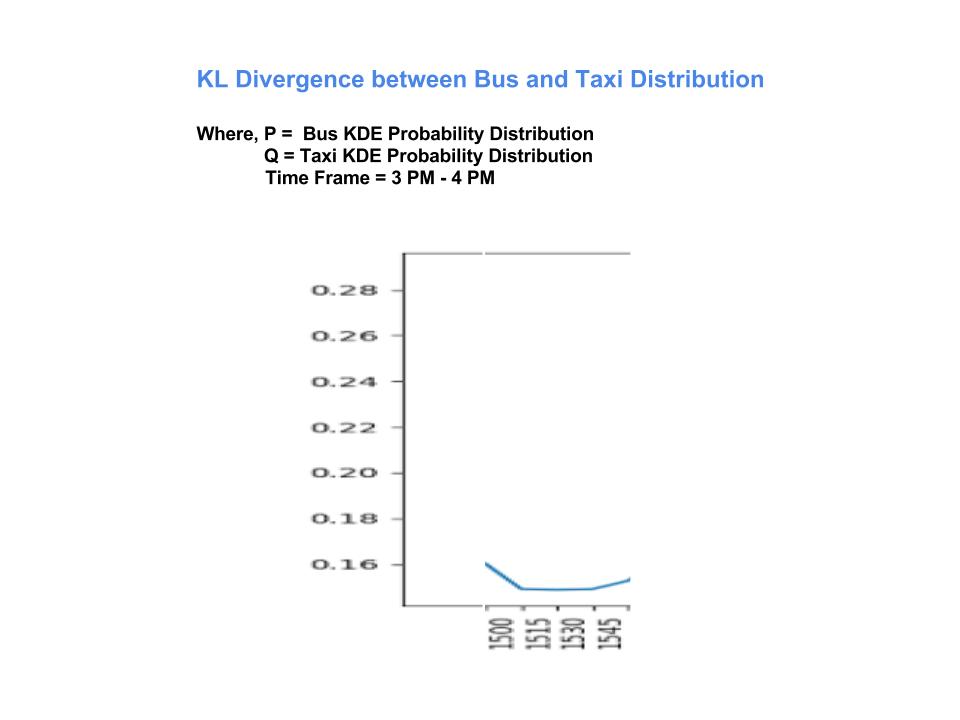 KL Divergence between Bus and Taxi Distribution
Where, P = Bus KDE Probability Distribution
Q = Taxi KDE Probability Distribution
Time Frame = 3 PM - 4 PM
0.28
0.26
0.24
0.22
0.20
0.18
0.16
1500
1515
1530
1545